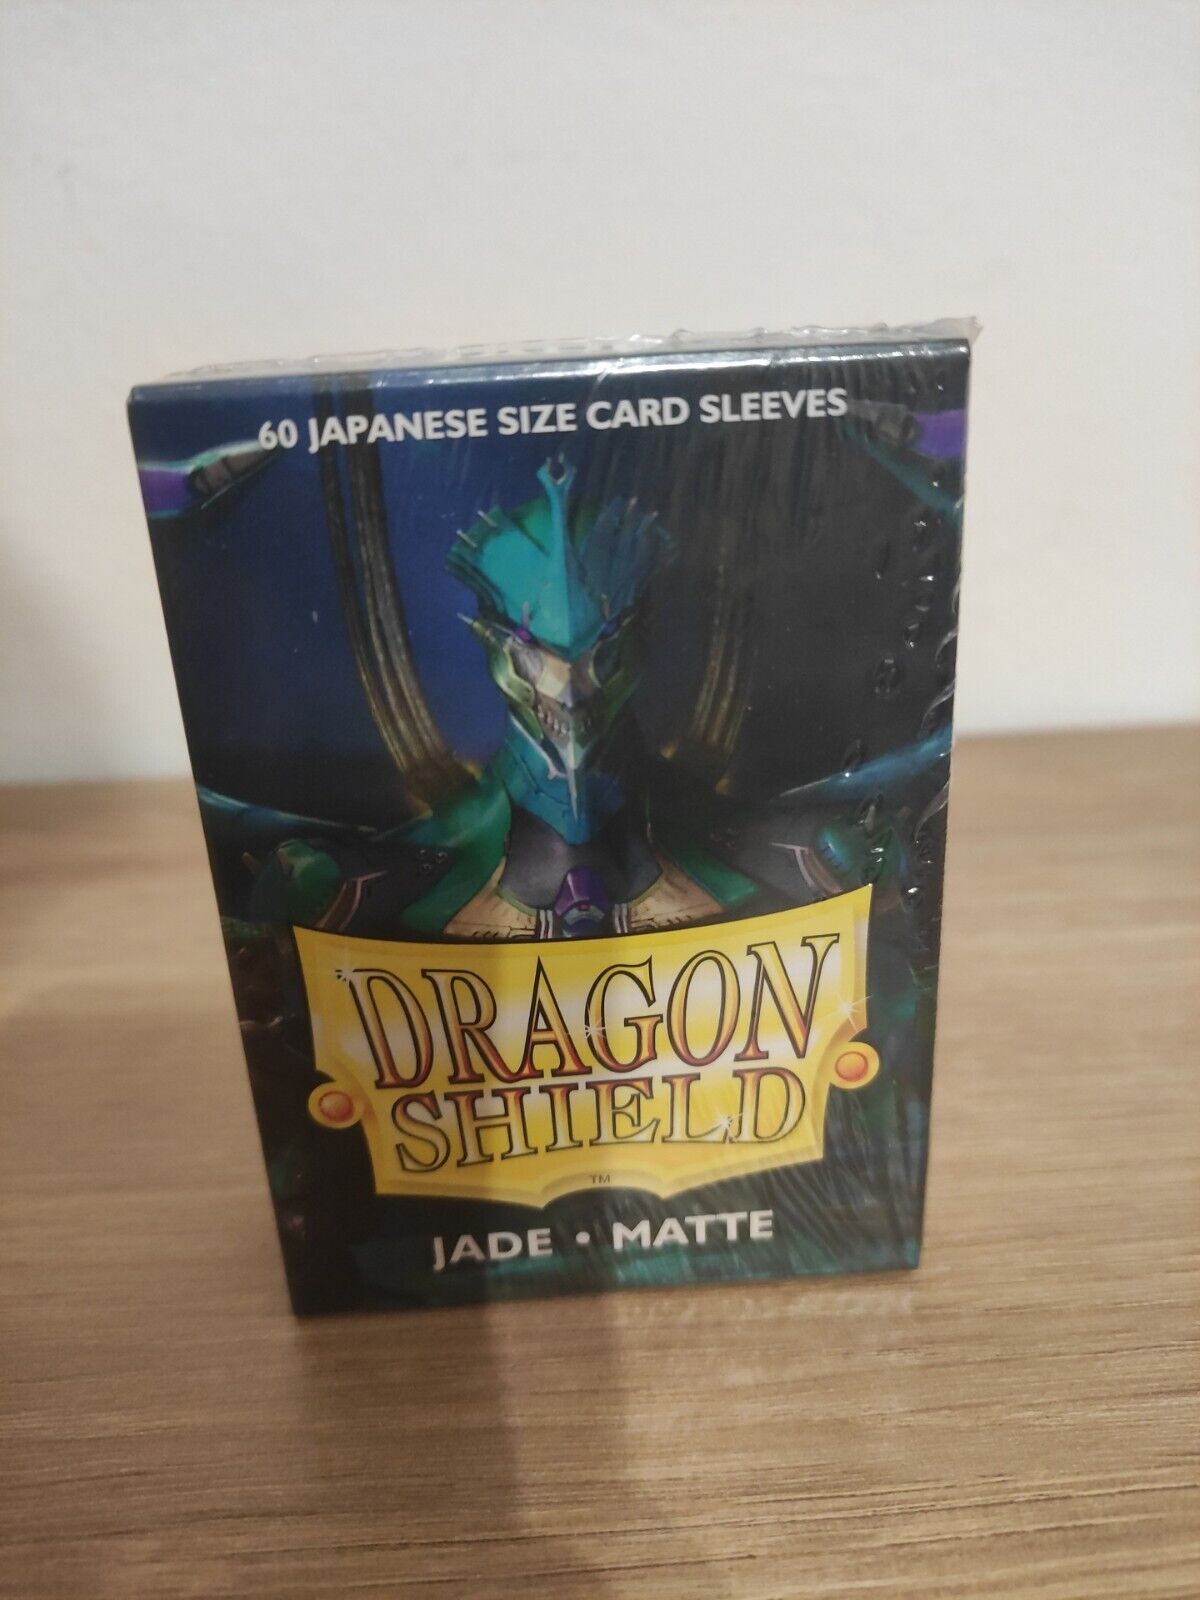 60 JAPANESE SIZE CARD SLEEVES
DRAGON
SHIELD
TM
JADE • MATTE